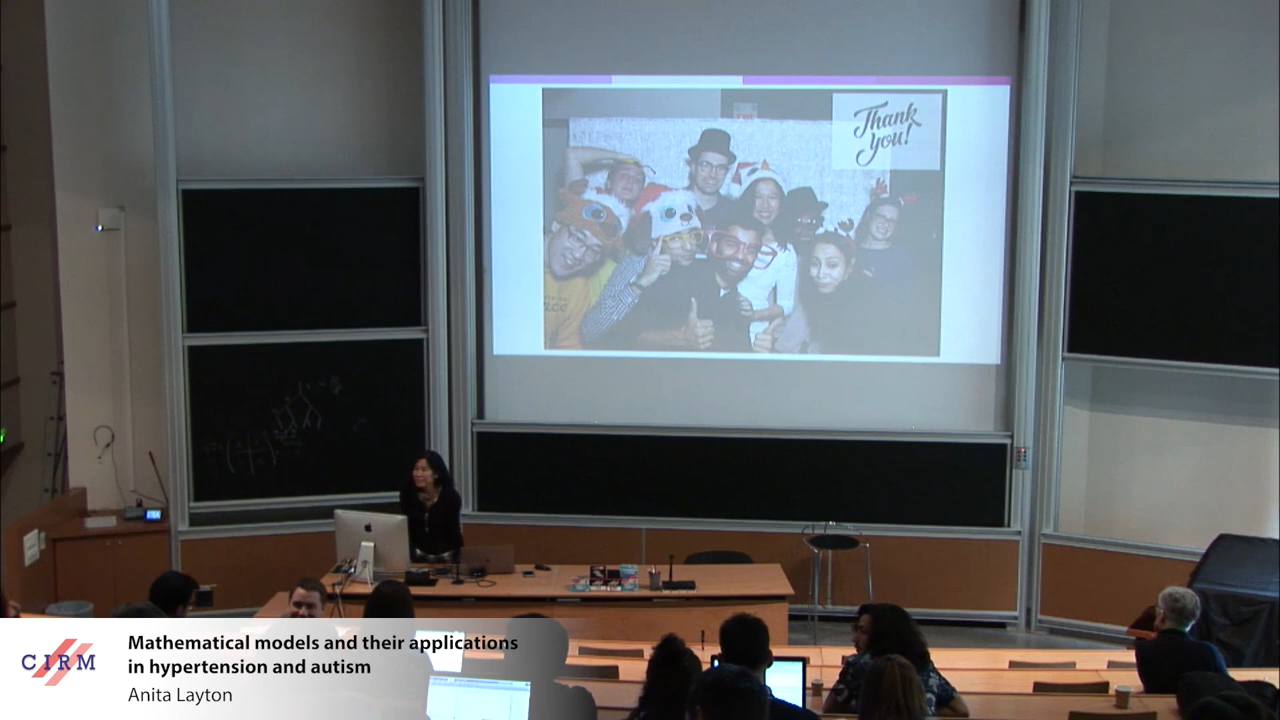 Thank
you!
CIRM
Mathematical models and their applications
in hypertension and autism
Anita Layton